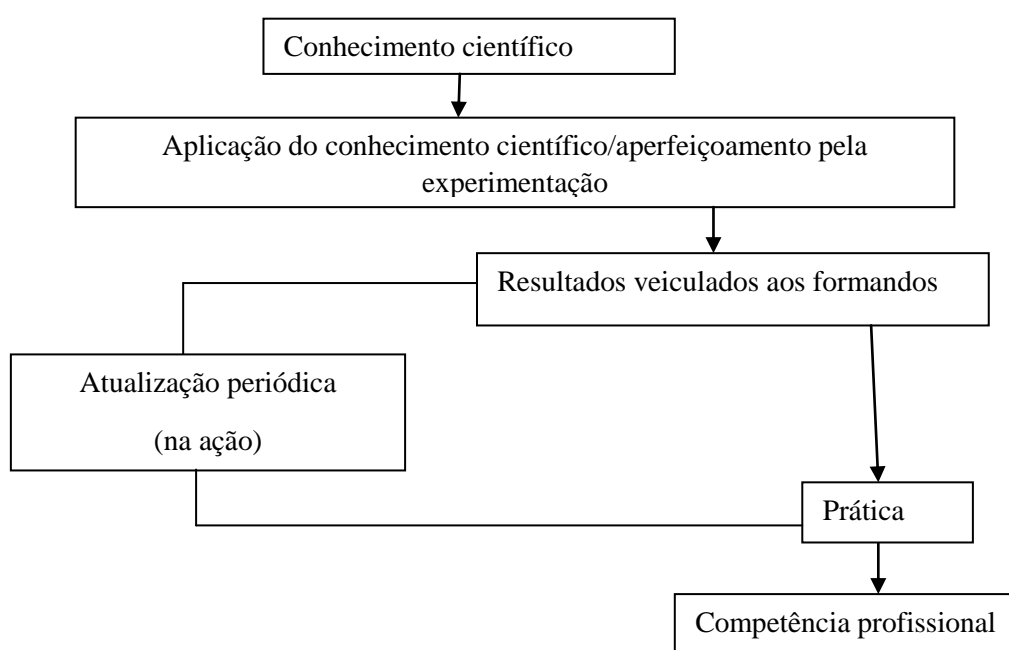 Conhecimento científico
Aplicação do conhecimento científico/aperfeiçoamento pela
experimentação
Resultados veiculados aos formandos
Atualização periódica
(na ação)
Prática
Competência profissional